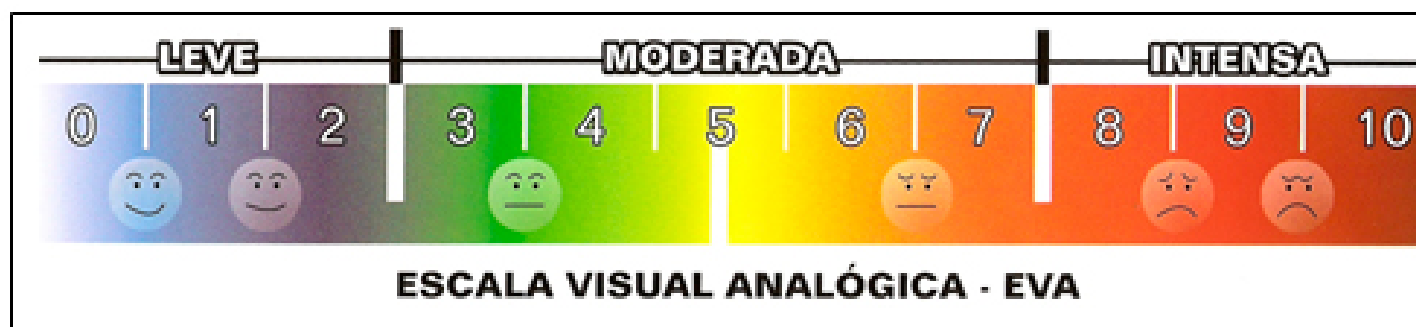 LEVE MODERADA INTENSA
0 1 2 3 4 5 6 7 8 9 10
ESCALA VISUAL ANALÓGICA - EVA